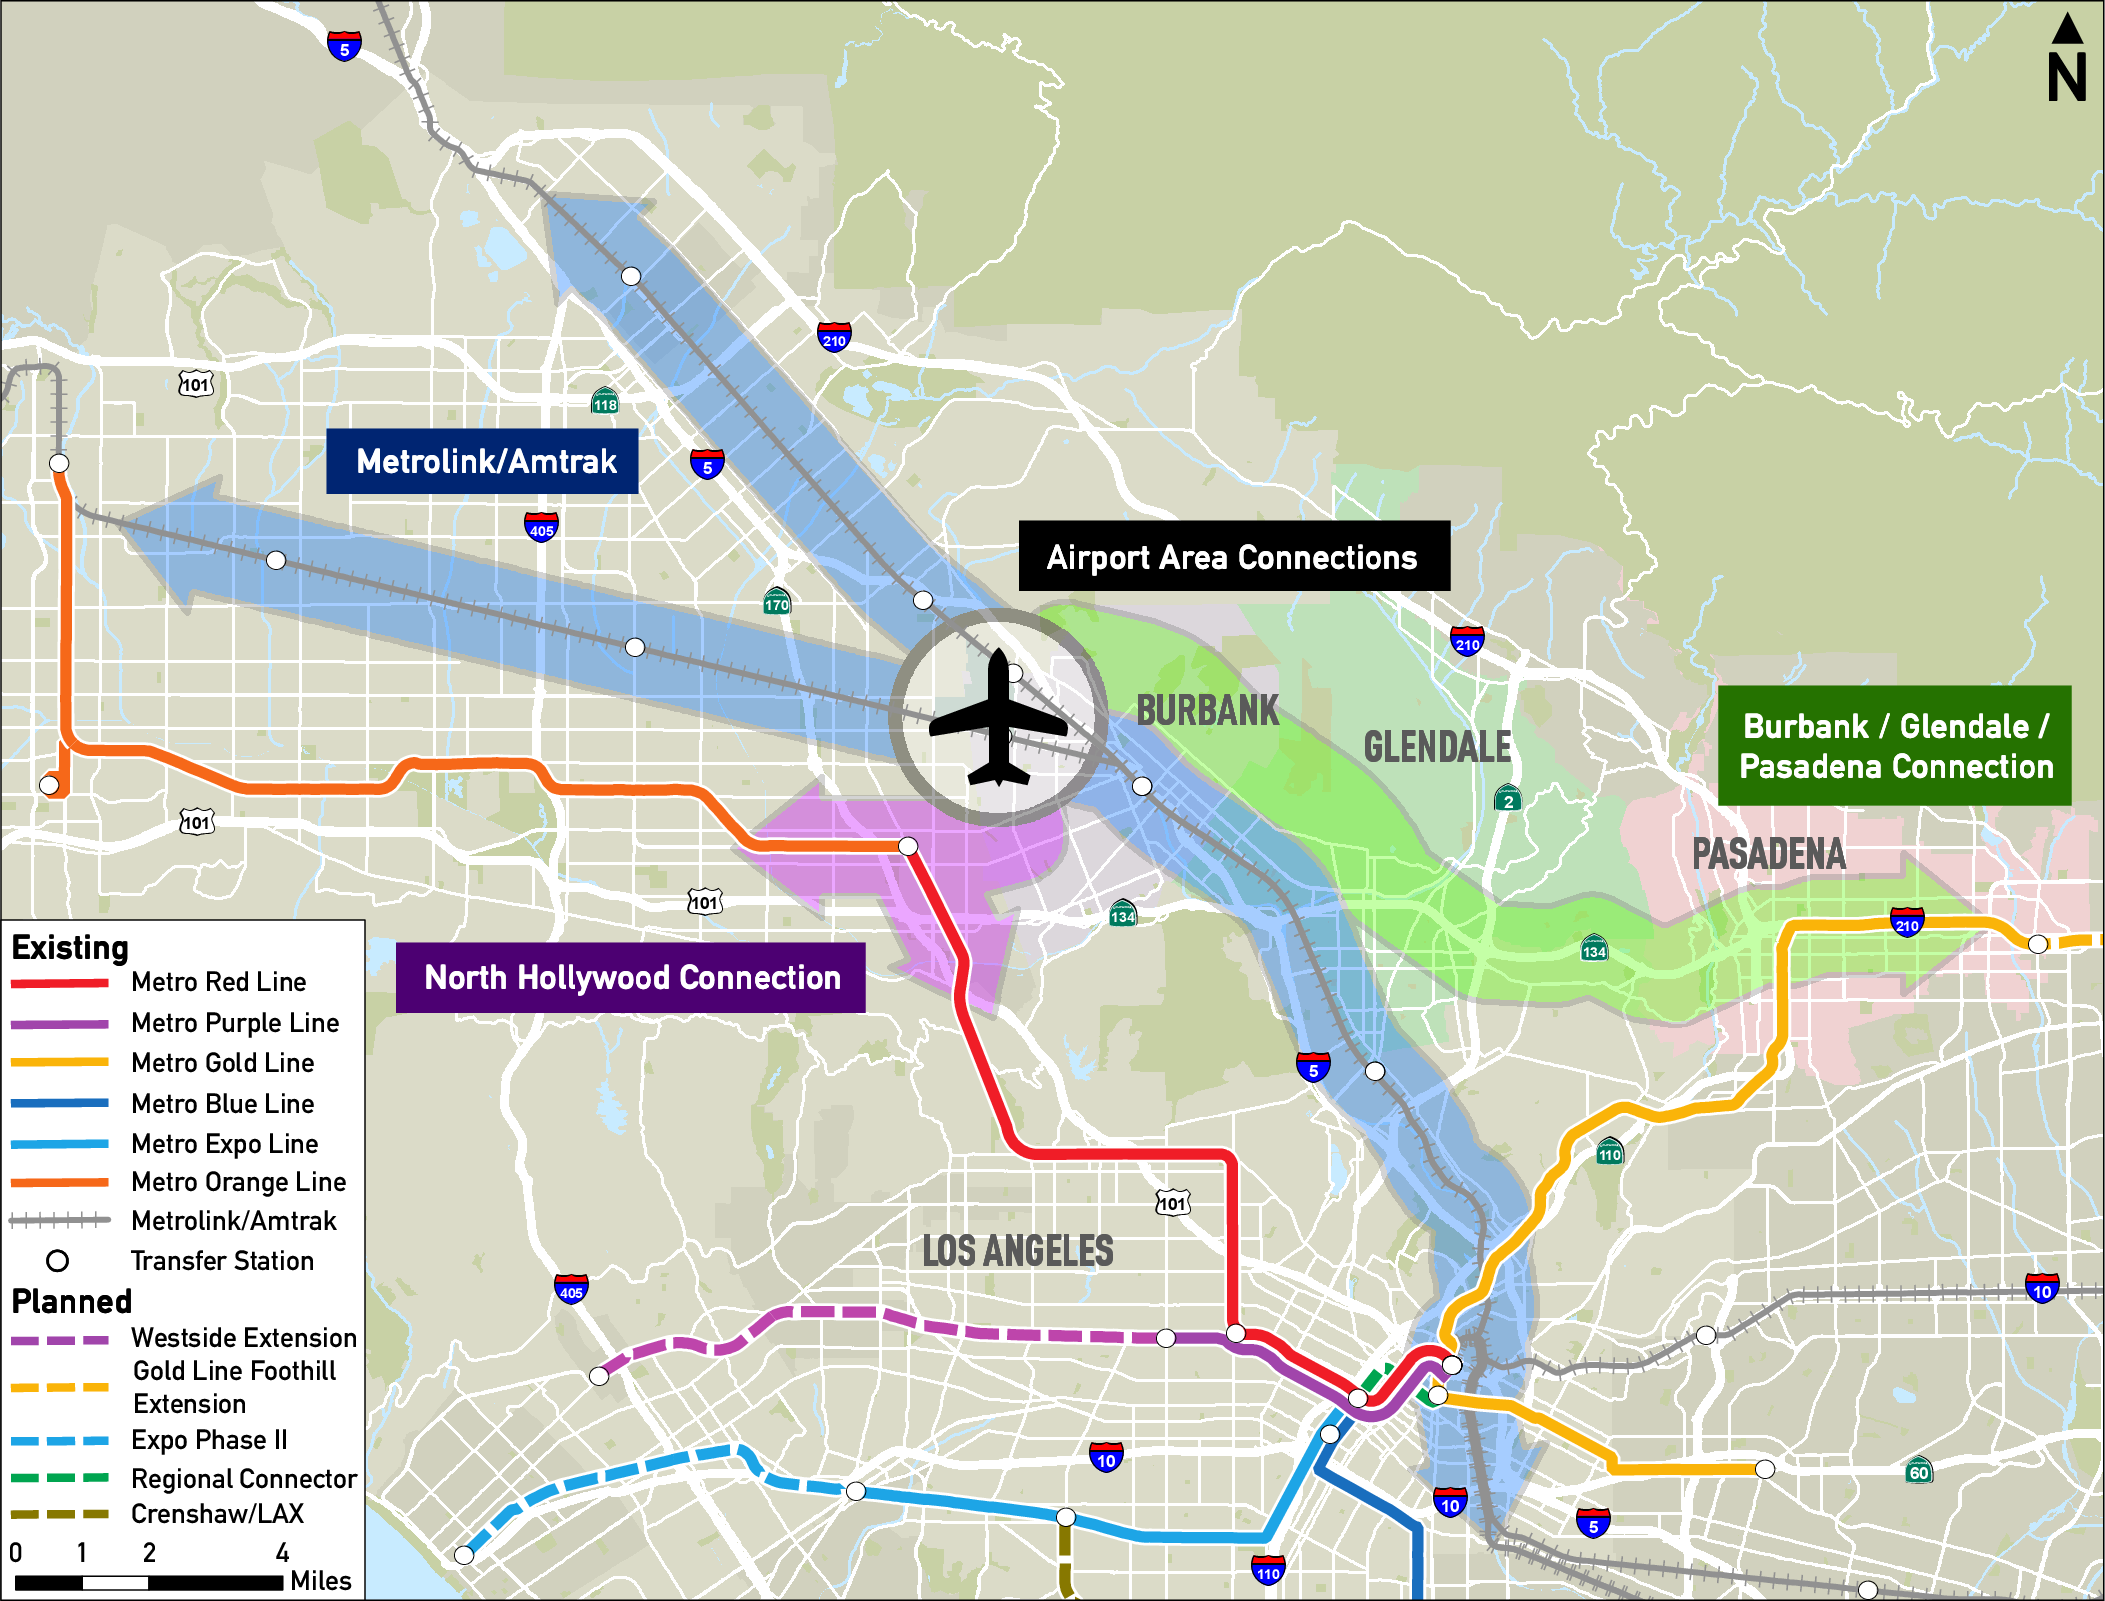 N
5
210
101
118
Metrolink/Amtrak
5
405
Airport Area Connections
170
210
BURBANK
GLENDALE
Burbank / Glendale /
Pasadena Connection
2
101
PASADENA
101
134
210
134
North Hollywood Connection
5
110
101
LOS ANGELES
405
10
10
60
10
5
110
Existing
Metro Red Line
Metro Purple Line
Metro Gold Line
Metro Blue Line
Metro Expo Line
Metro Orange Line
Metrolink/Amtrak
Transfer Station
Planned
Westside Extension
Gold Line Foothill
Extension
Expo Phase II
Regional Connector
Crenshaw/LAX
0 1 2 4
Miles